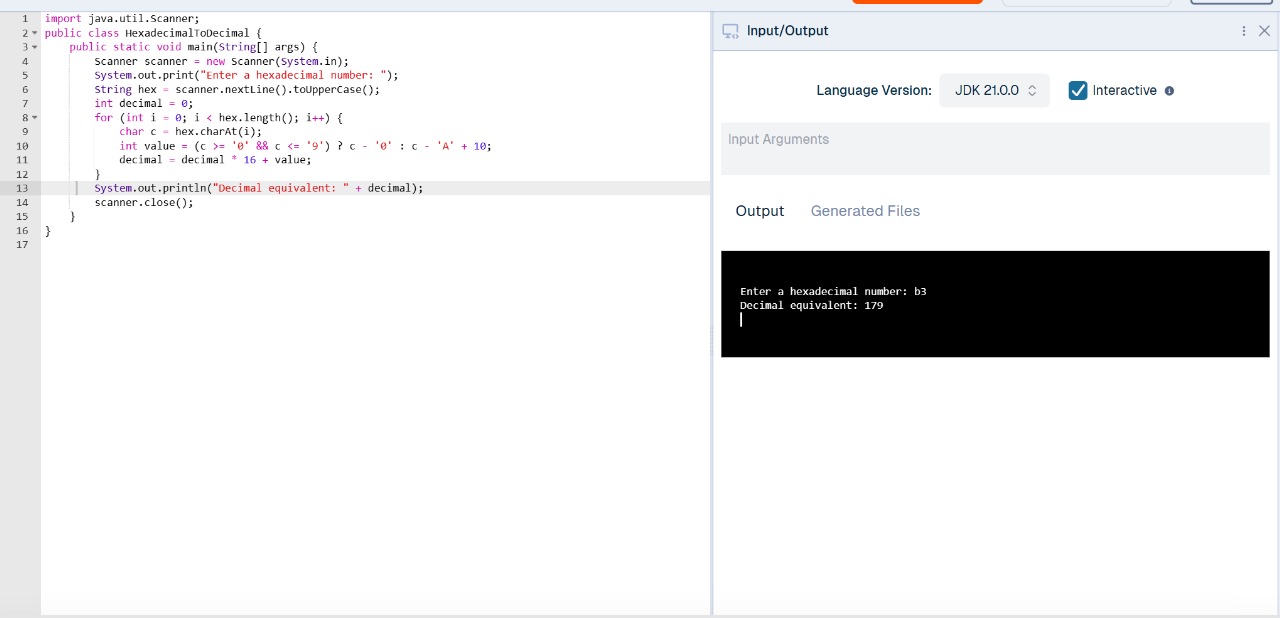 1 import java.util.Scanner;
2 public class HexadecimalToDecimal {
3     public static void main(String[] args) {
4         Scanner scanner = new Scanner(System.in);
5         System.out.print("Enter a hexadecimal number: ");
6         String hex = scanner.nextLine().toUpperCase();
7         int decimal = 0;
8         for (int i = 0; i < hex.length(); i++) {
9             char c = hex.charAt(i);
10             int value = (c >= '0' && c <= '9') ? c - '0' : c - 'A' + 10;
11             decimal = decimal * 16 + value;
12         }
13         System.out.println("Decimal equivalent: " + decimal);
14         scanner.close();
15     }
16 }
17
Input/Output
Language Version: JDK 21.0.0 Interactive
Input Arguments
Output Generated Files
Enter a hexadecimal number: b3
Decimal equivalent: 179